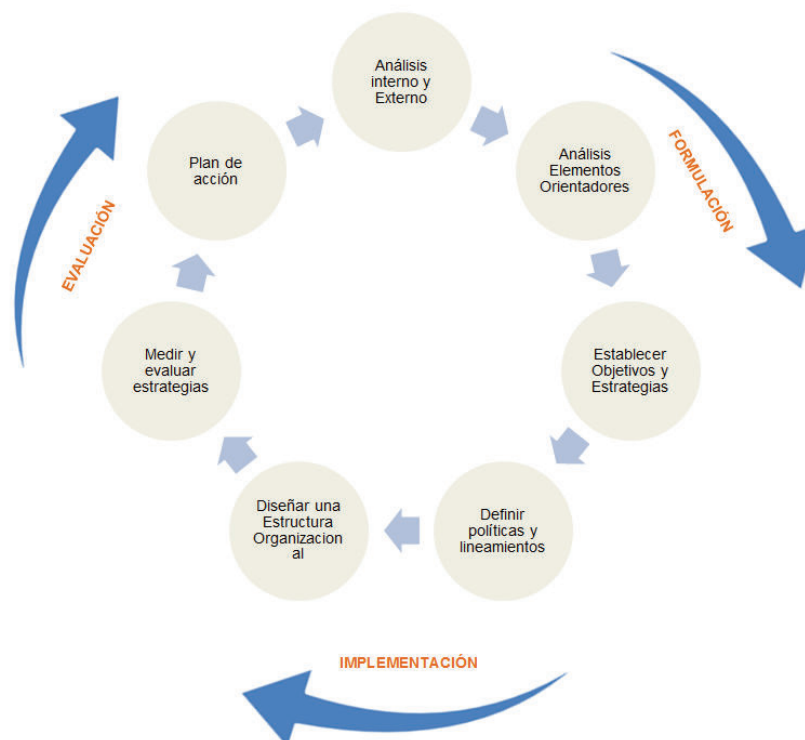 Análisis
interno y
Externo
Análisis
Elementos
Orientadores
FORMULACIÓN
Establecer
Objetivos y
Estrategias
Definir
políticas y
lineamientos
IMPLEMENTACIÓN
Diseñar una
Estructura
Organizacion
al
Medir y
evaluar
estrategias
EVALUACIÓN
Plan de
acción